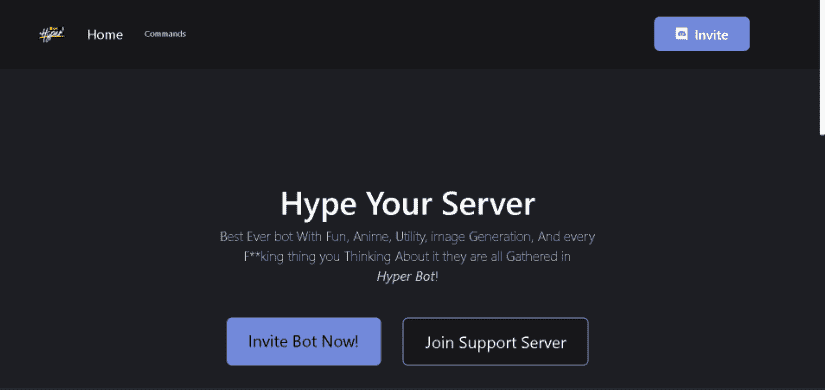 Hyper!
Home
Commands
Invite
Hype Your Server
Best Ever bot With Fun, Anime, Utility, image Generation, And every
F**king thing you Thinking About it they are all Gathered in
Hyper Bot!
Invite Bot Now!
Join Support Server